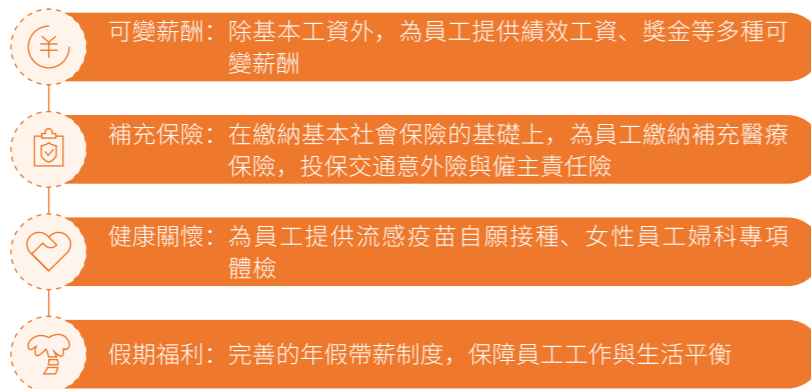 可變薪酬：除基本工資外，為員工提供績效工資、獎金等多種可
變薪酬
補充保險：在繳納基本社會保險的基礎上，為員工繳納補充醫療
保險，投保交通意外險與僱主責任險
健康關懷：為員工提供流感疫苗自願接種、女性員工婦科專項
體檢
假期福利：完善的年假帶薪制度，保障員工工作與生活平衡